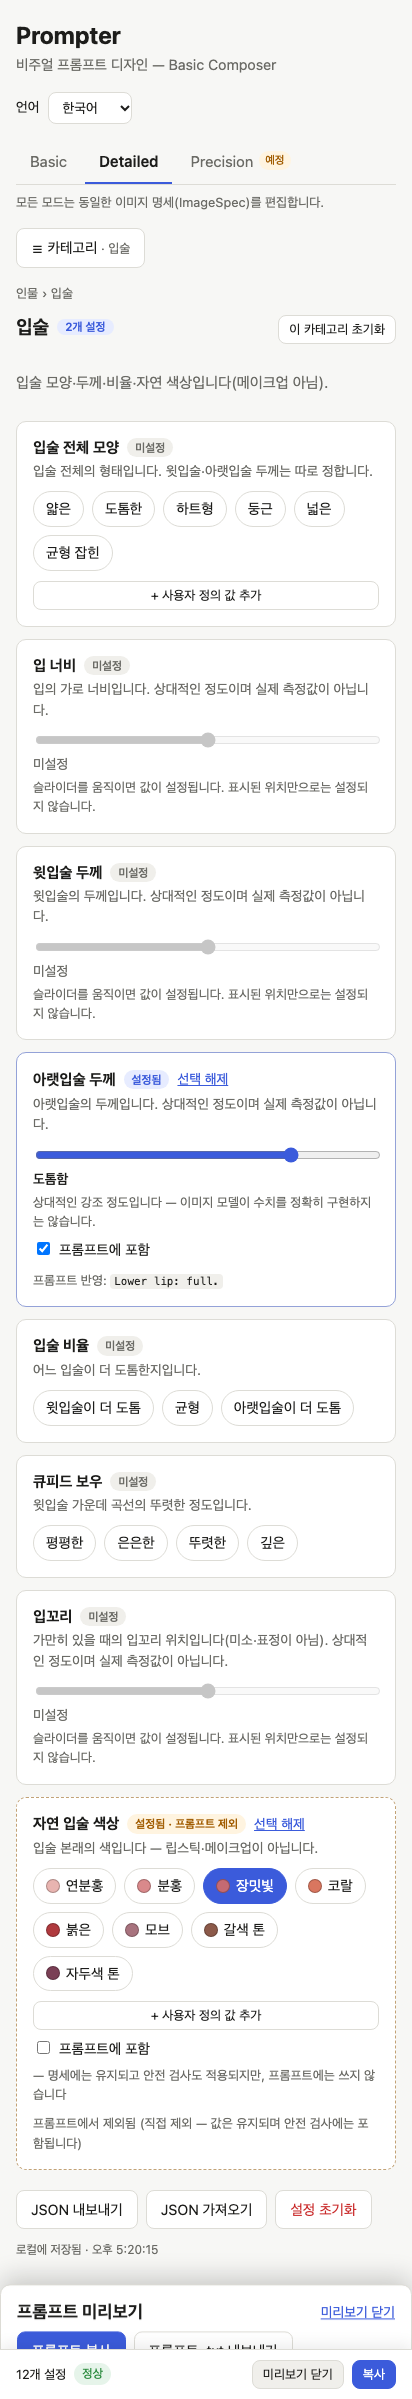 Prompter
비주얼 프롬프트 디자인 — Basic Composer
언어 한국어
Basic Detailed Precision 예정
모든 모드는 동일한 이미지 명세(ImageSpec)를 편집합니다.
≡ 카테고리 · 입술
인물 › 입술
입술 2개 설정 이 카테고리 초기화
입술 모양·두께·비율·자연 색상입니다(메이크업 아님).
입술 전체 모양 미설정
입술 전체의 형태입니다. 윗입술·아랫입술 두께는 따로 정합니다.
얇은 도톰한 하트형 둥근 넓은
균형 잡힌
+ 사용자 정의 값 추가
입 너비 미설정
입의 가로 너비입니다. 상대적인 정도이며 실제 측정값이 아닙니
다.
미설정
슬라이더를 움직이면 값이 설정됩니다. 표시된 위치만으로는 설정되
지 않습니다.
윗입술 두께 미설정
윗입술의 두께입니다. 상대적인 정도이며 실제 측정값이 아닙니
다.
미설정
슬라이더를 움직이면 값이 설정됩니다. 표시된 위치만으로는 설정되
지 않습니다.
아랫입술 두께 설정됨 선택 해제
아랫입술의 두께입니다. 상대적인 정도이며 실제 측정값이 아닙니
다.
도톰함
상대적인 강조 정도입니다 — 이미지 모델이 수치를 정확히 구현하지
는 않습니다.
프롬프트에 포함
프롬프트 반영: Lower lip: full.
입술 비율 미설정
어느 입술이 더 도톰한지입니다.
윗입술이 더 도톰 균형 아랫입술이 더 도톰
큐피드 보우 미설정
윗입술 가운데 곡선의 뚜렷한 정도입니다.
평평한 은은한 뚜렷한 깊은
입꼬리 미설정
가만히 있을 때의 입꼬리 위치입니다(미소·표정이 아님). 상대적
인 정도이며 실제 측정값이 아닙니다.
미설정
슬라이더를 움직이면 값이 설정됩니다. 표시된 위치만으로는 설정되
지 않습니다.
자연 입술 색상 설정됨 · 프롬프트 제외 선택 해제
입술 본래의 색입니다 — 립스틱·메이크업이 아닙니다.
연분홍 분홍 장밋빛 코랄
붉은 모브 갈색 톤
자두색 톤
+ 사용자 정의 값 추가
프롬프트에 포함
— 명세에는 유지되고 안전 검사도 적용되지만, 프롬프트에는 쓰지 않
습니다
프롬프트에서 제외됨 (직접 제외 — 값은 유지되며 안전 검사에는 포
함됩니다)
JSON 내보내기 JSON 가져오기 설정 초기화
로컬에 저장됨 · 오후 5:20:15
프롬프트 미리보기 미리보기 닫기
프롬프트 복사 프롬프트 .txt 내보내기
12개 설정 정상 미리보기 닫기 복사